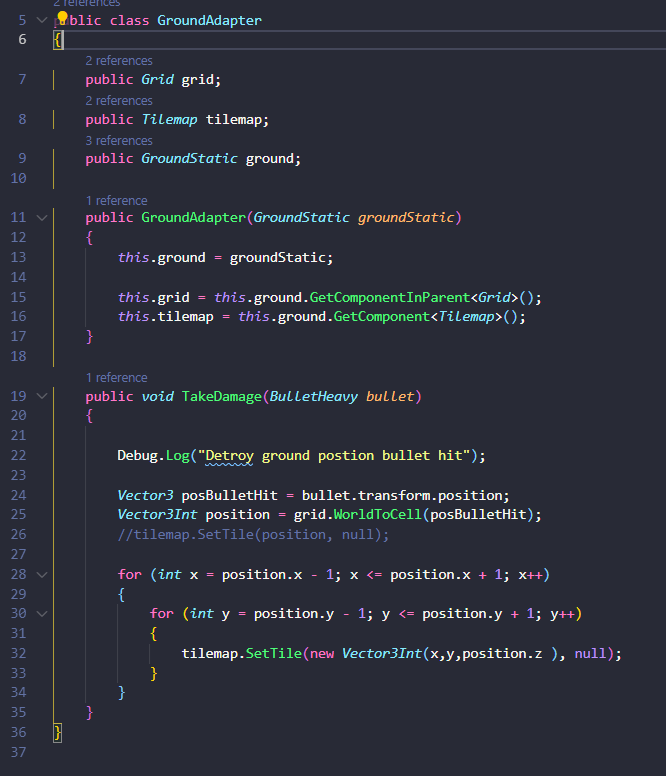 2 references
5 public class GroundAdapter
6 {
2 references
7 public Grid grid;
2 references
8 public Tilemap tilemap;
3 references
9 public GroundStatic ground;
10
1 reference
11 public GroundAdapter(GroundStatic groundStatic)
12 {
13 this.ground = groundStatic;
14
15 this.grid = this.ground.GetComponentInParent<Grid>();
16 this.tilemap = this.ground.GetComponent<Tilemap>();
17 }
18
1 reference
19 public void TakeDamage(BulletHeavy bullet)
20 {
21
22 Debug.Log("Detroy ground postion bullet hit");
23
24 Vector3 posBulletHit = bullet.transform.position;
25 Vector3Int position = grid.WorldToCell(posBulletHit);
26 //tilemap.SetTile(position, null);
27
28 for (int x = position.x - 1; x <= position.x + 1; x++)
29 {
30 for (int y = position.y - 1; y <= position.y + 1; y++)
31 {
32 tilemap.SetTile(new Vector3Int(x,y,position.z ), null);
33 }
34 }
35 }
36 }
37